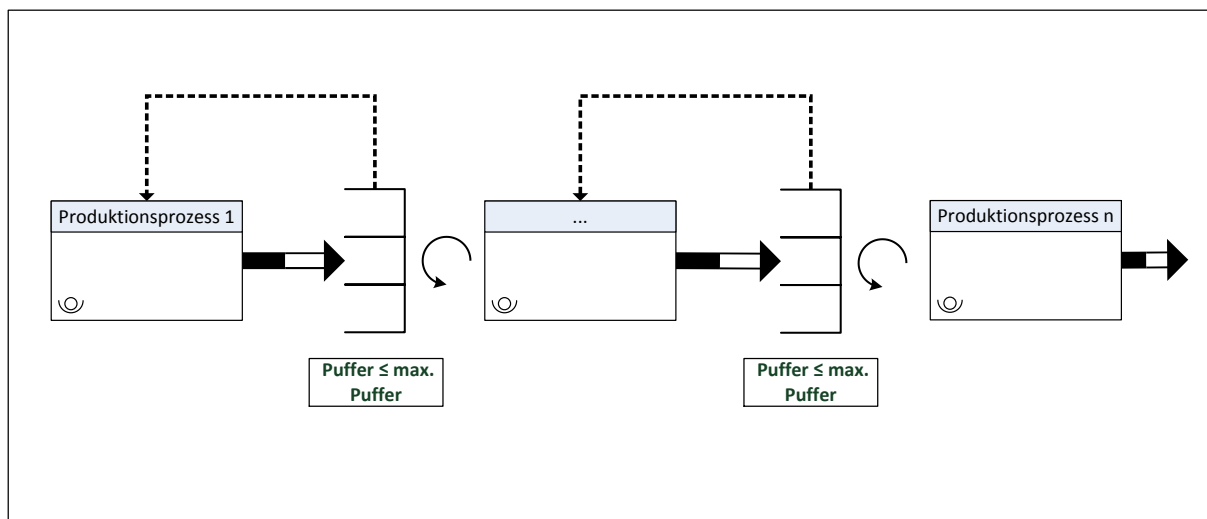 Produktionsprozess 1
...
Produktionsprozess n
Puffer ≤ max.
Puffer
Puffer ≤ max.
Puffer